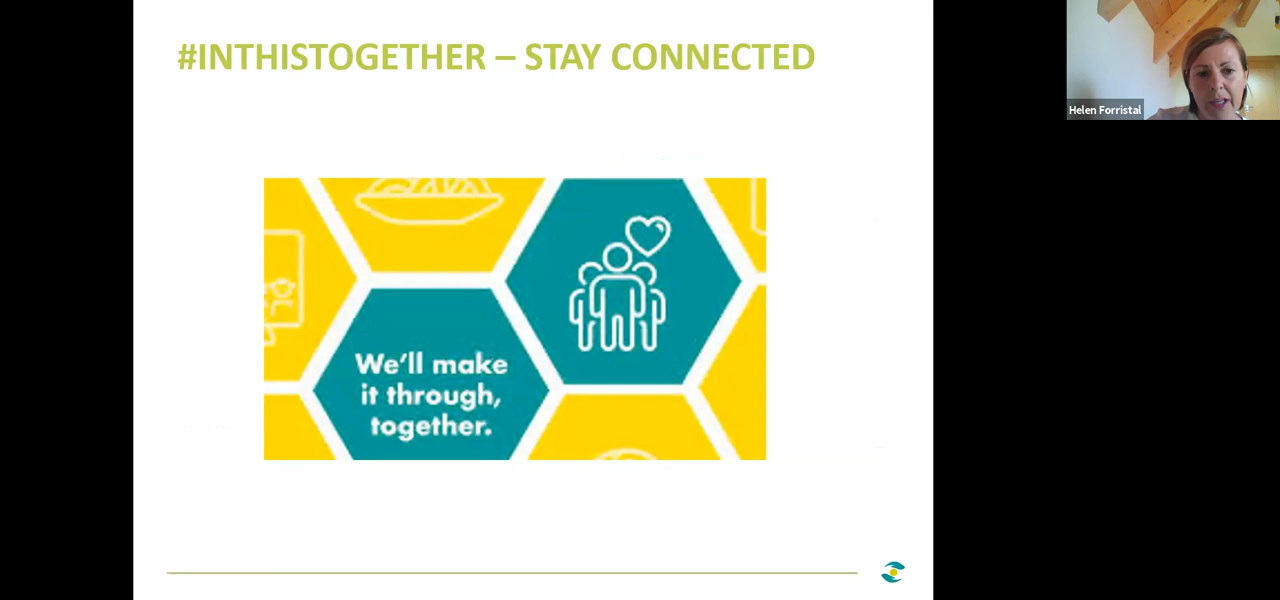 #INTHISTOGETHER – STAY CONNECTED
Helen Forristal
We'll make
it through,
together.